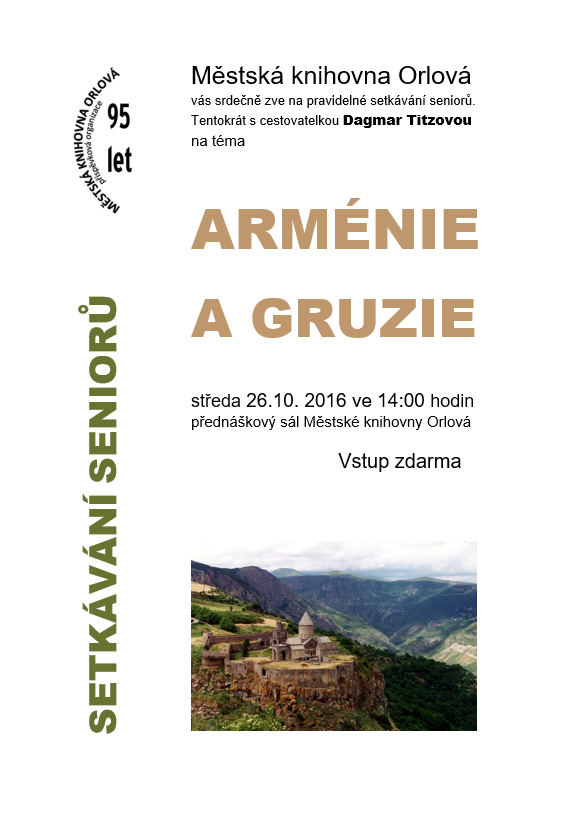 MĚSTSKÁ KNIHOVNA ORLOVÁ
příspěvková organizace
95
let
Městská knihovna Orlová
vás srdečně zve na pravidelné setkávání seniorů.
Tentokrát s cestovatelkou Dagmar Titzovou
na téma
ARMÉNIE
A GRUZIE
SETKÁVÁNÍ SENIORŮ
středa 26.10. 2016 ve 14:00 hodin
přednáškový sál Městské knihovny Orlová
Vstup zdarma